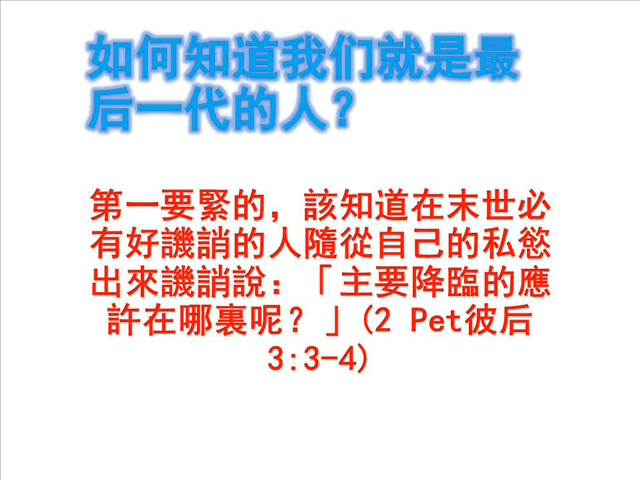 如何知道我们就是最
后一代的人？
第一要緊的，該知道在末世必
有好譏誚的人隨從自己的私慾
出來譏誚說：「主要降臨的應
許在哪裏呢？」(2 Pet彼后
3:3-4)